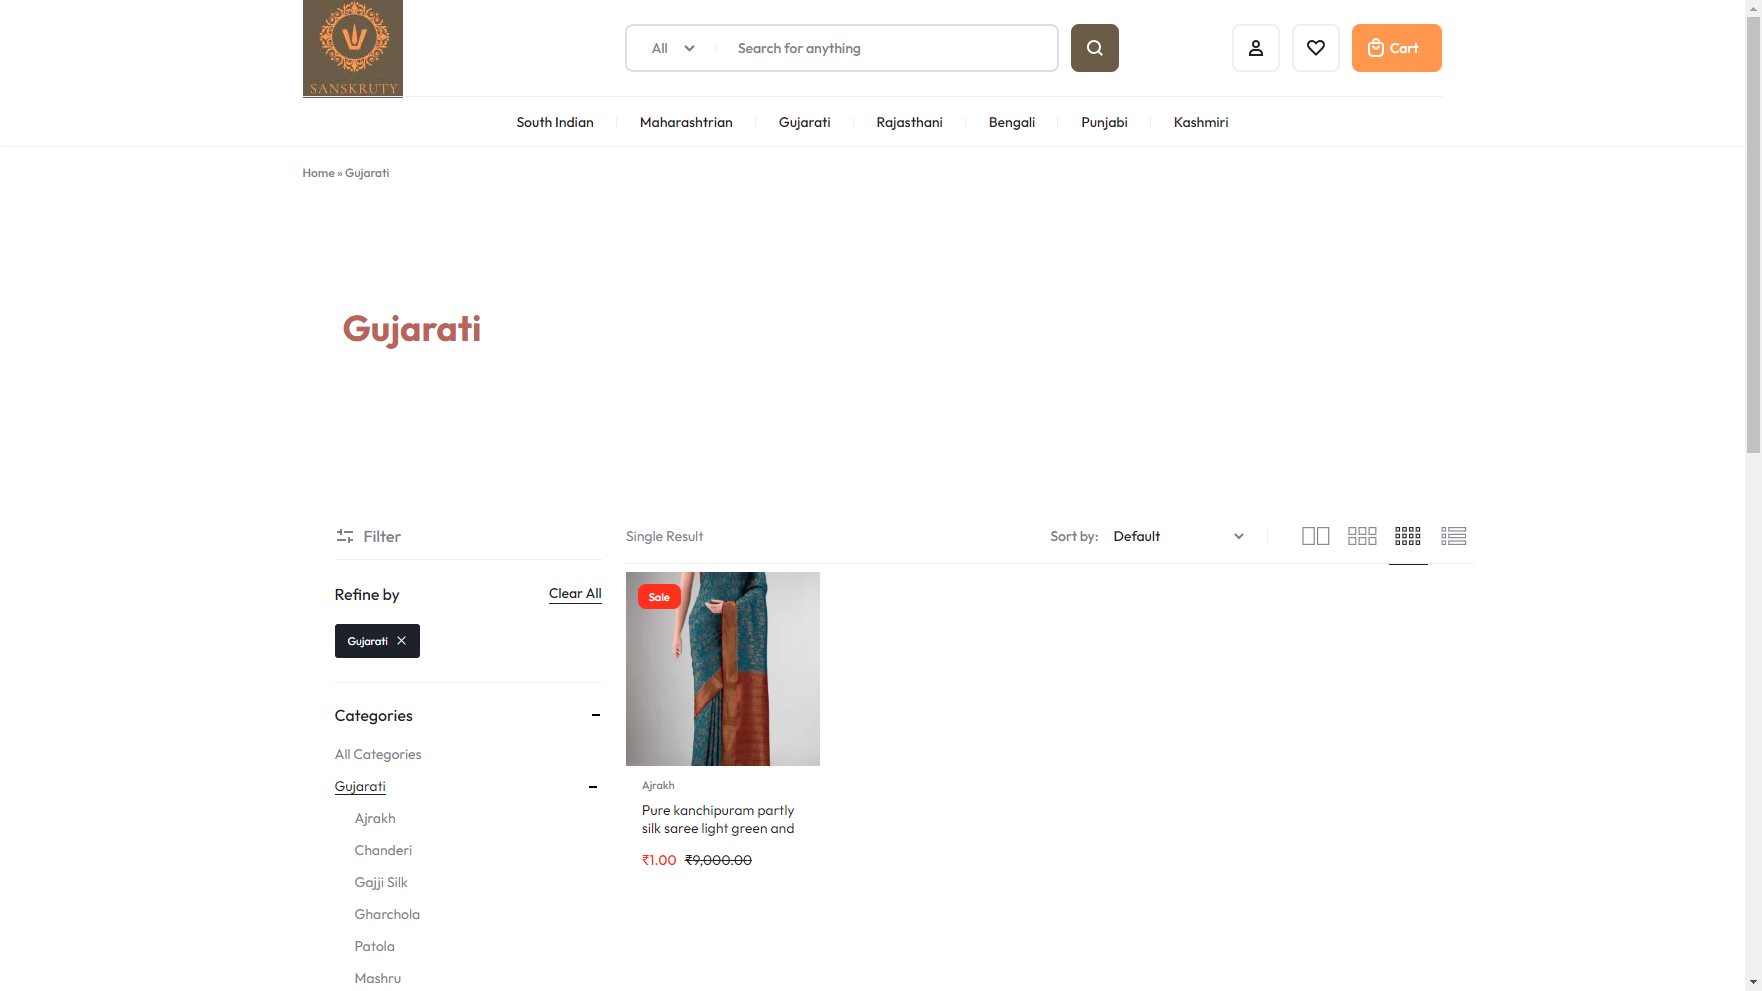 SANSKRUTY
All
Search for anything
Cart
South Indian
Maharashtrian
Gujarati
Rajasthani
Bengali
Punjabi
Kashmiri
Home » Gujarati
Gujarati
Filter
Single Result
Sort by:
Default
Refine by
Clear All
Gujarati
Categories
All Categories
Gujarati
Ajrakh
Chanderi
Gajji Silk
Gharchola
Patola
Mashru
Sale
Ajrakh
Pure kanchipuram partly
silk saree light green and
₹1.00 ₹9,000.00